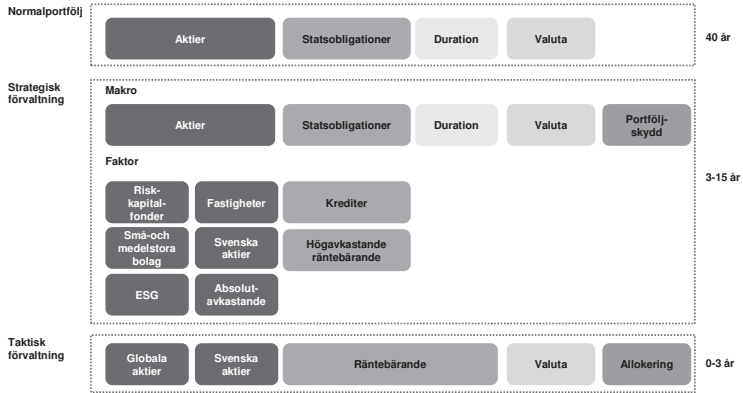 Normalportfölj
Aktier
Statsobligationer
Duration
Valuta
40 år
Strategisk
förvaltning
Makro
Aktier
Statsobligationer
Duration
Valuta
Portfölj-
skydd
Faktor
3-15 år
Risk-
kapital-
fonder
Fastigheter
Krediter
Små-och
medelstora
bolag
Svenska
aktier
Högavkastande
räntebärande
ESG
Absolut-
avkastande
Taktisk
förvaltning
Globala
aktier
Svenska
aktier
Räntebärande
Valuta
Allokering
0-3 år